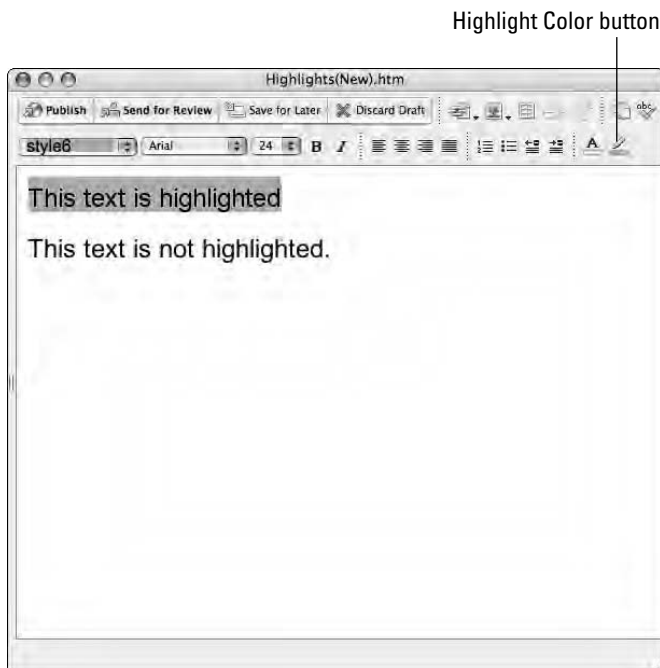 Highlight Color button
Highlights(New).htm
Publish Send for Review Save for Later Discard Draft abc
style6 Arial 24 B I A
This text is highlighted
This text is not highlighted.